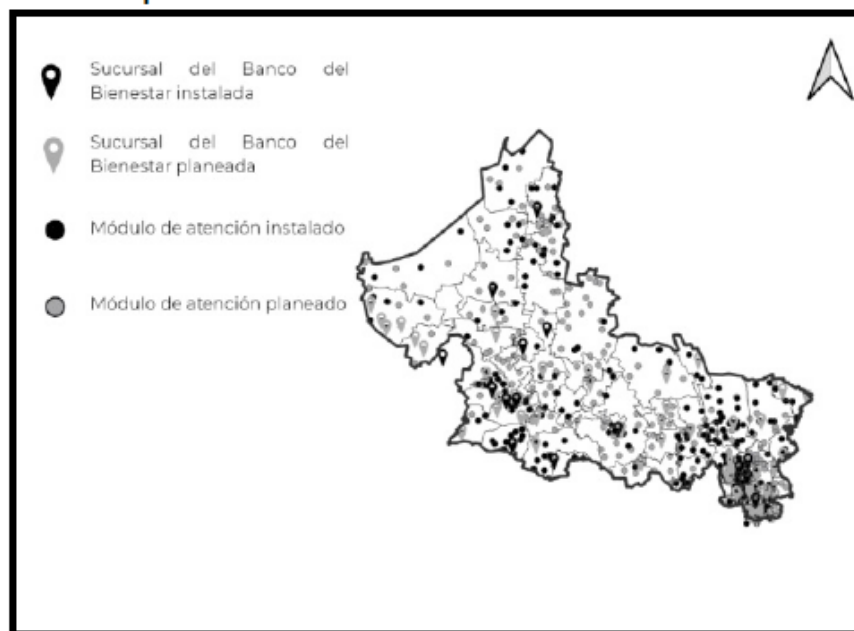 Sucursal del Banco del
Bienestar instalada
Sucursal del Banco del
Bienestar planeada
Módulo de atención instalado
Módulo de atención planeado